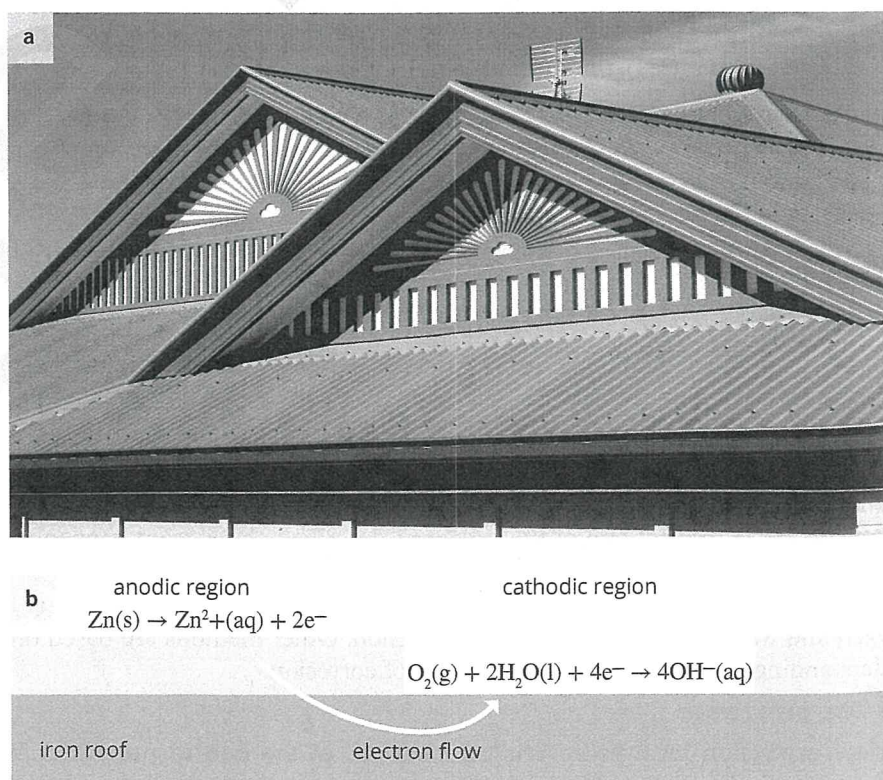 a
b
anodic region
cathodic region
Zn(s) → Zn²+(aq) + 2e⁻
O₂(g) + 2H₂O(l) + 4e⁻ → 4OH⁻(aq)
iron roof
electron flow